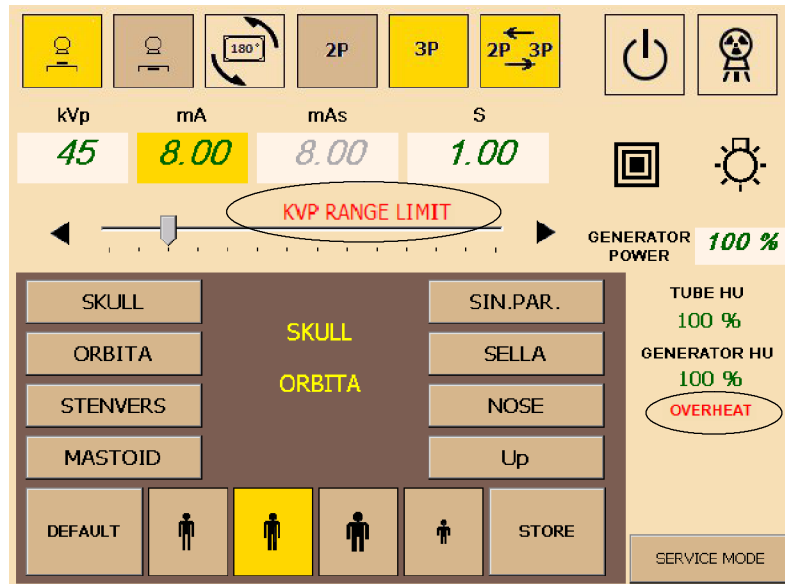 180°
2P
3P
2P 3P
kVp
mA
mAs
S
45
8.00
8.00
1.00
KVP RANGE LIMIT
GENERATOR
POWER
100 %
SKULL
ORBITA
STENVERS
MASTOID
SKULL
ORBITA
SIN.PAR.
SELLA
NOSE
Up
TUBE HU
100 %
GENERATOR HU
100 %
OVERHEAT
DEFAULT
STORE
SERVICE MODE